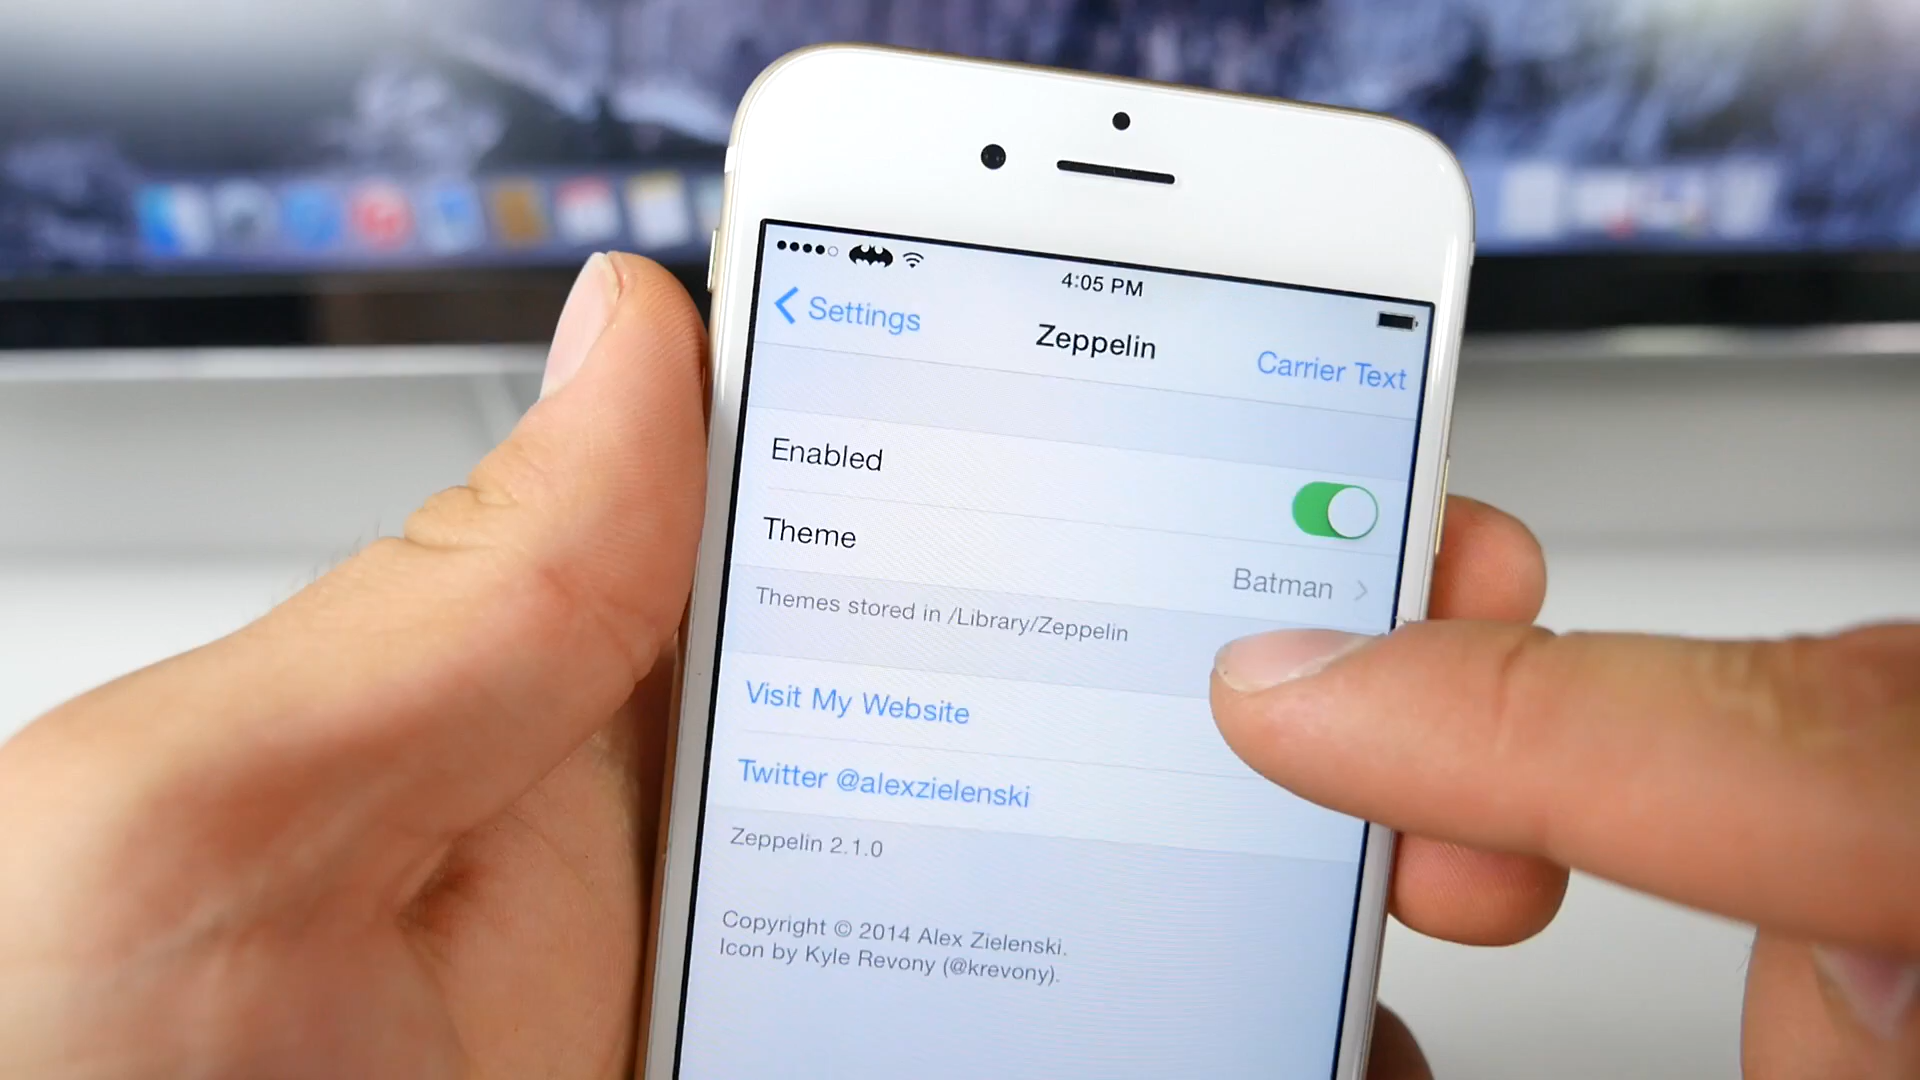 4:05 PM
Settings
Zeppelin
Carrier Text
Enabled
Theme
Batman
Themes stored in /Library/Zeppelin
Visit My Website
Twitter @alexzielenski
Zeppelin 2.1.0
Copyright © 2014 Alex Zielenski.
Icon by Kyle Revony (@krevony).